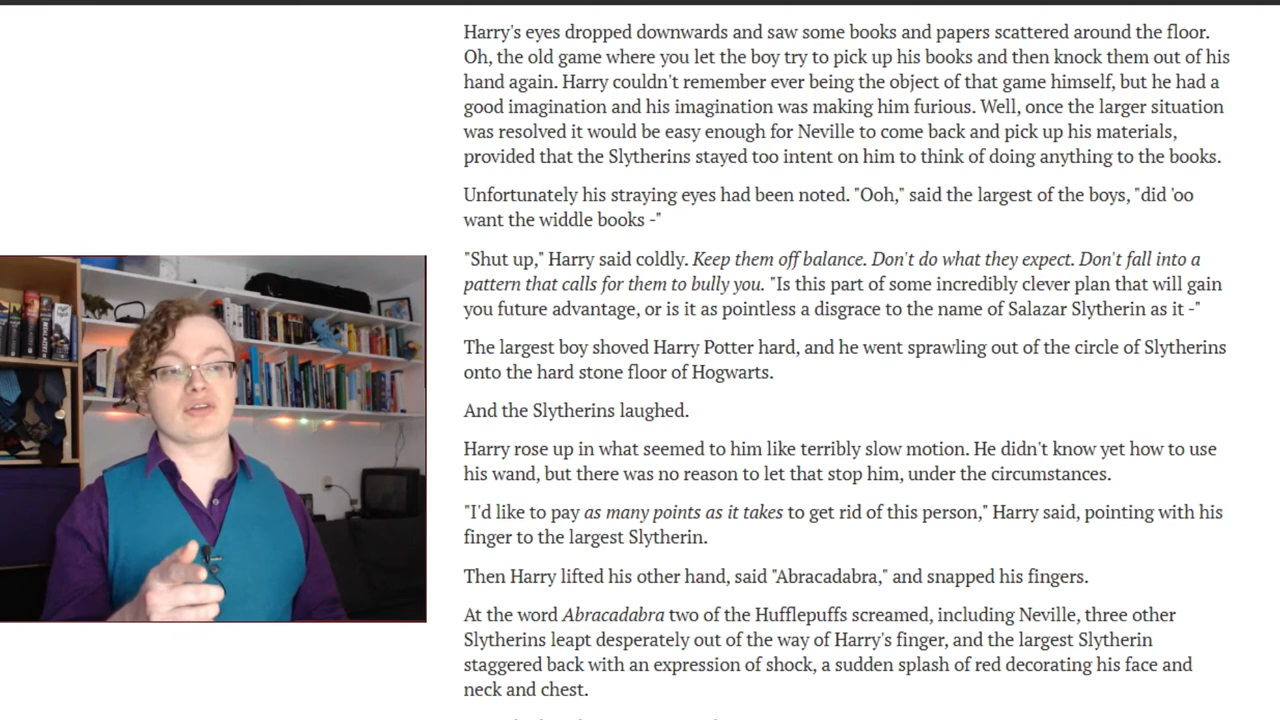 Harry's eyes dropped downwards and saw some books and papers scattered around the floor.
Oh, the old game where you let the boy try to pick up his books and then knock them out of his
hand again. Harry couldn't remember ever being the object of that game himself, but he had a
good imagination and his imagination was making him furious. Well, once the larger situation
was resolved it would be easy enough for Neville to come back and pick up his materials,
provided that the Slytherins stayed too intent on him to think of doing anything to the books.
Unfortunately his straying eyes had been noted. "Ooh," said the largest of the boys, "did 'oo
want the widdle books -"
"Shut up," Harry said coldly. Keep them off balance. Don't do what they expect. Don't fall into a
pattern that calls for them to bully you. "Is this part of some incredibly clever plan that will gain
you future advantage, or is it as pointless a disgrace to the name of Salazar Slytherin as it -"
The largest boy shoved Harry Potter hard, and he went sprawling out of the circle of Slytherins
onto the hard stone floor of Hogwarts.
And the Slytherins laughed.
Harry rose up in what seemed to him like terribly slow motion. He didn't know yet how to use
his wand, but there was no reason to let that stop him, under the circumstances.
"I'd like to pay as many points as it takes to get rid of this person," Harry said, pointing with his
finger to the largest Slytherin.
Then Harry lifted his other hand, said "Abracadabra," and snapped his fingers.
At the word Abracadabra two of the Hufflepuffs screamed, including Neville, three other
Slytherins leapt desperately out of the way of Harry's finger, and the largest Slytherin
staggered back with an expression of shock, a sudden splash of red decorating his face and
neck and chest.